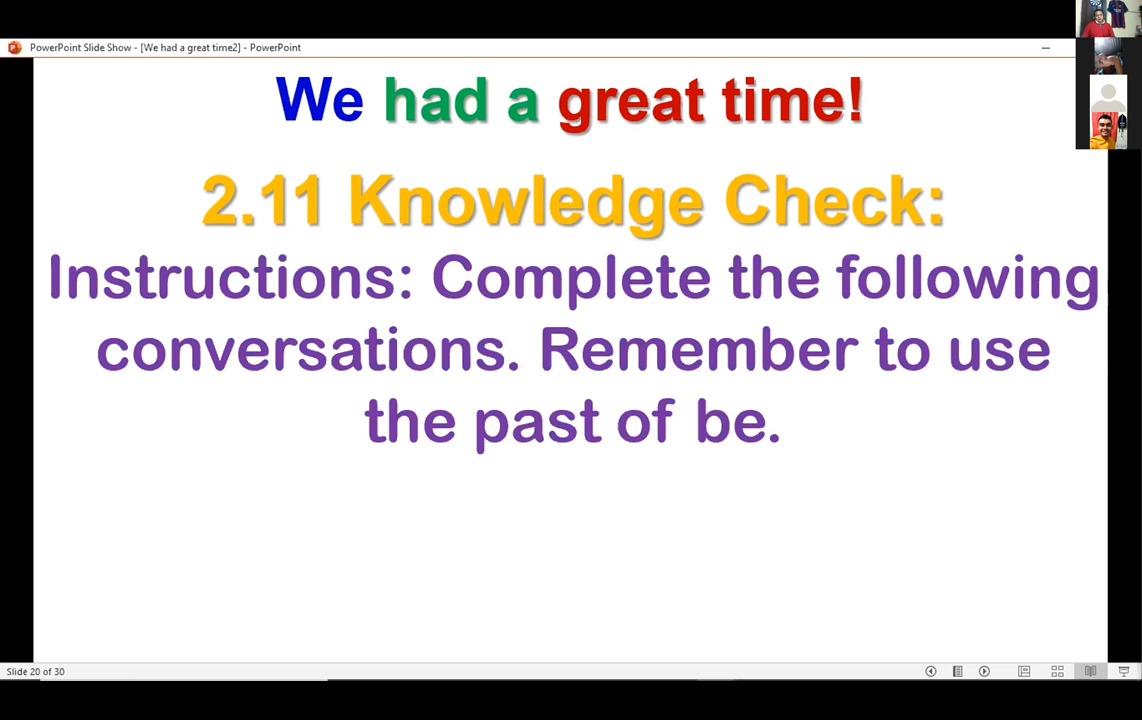 PowerPoint Slide Show - [We had a great time2] - PowerPoint
We had a great time!
2.11 Knowledge Check:
Instructions: Complete the following
conversations. Remember to use
the past of be.
Slide 20 of 30